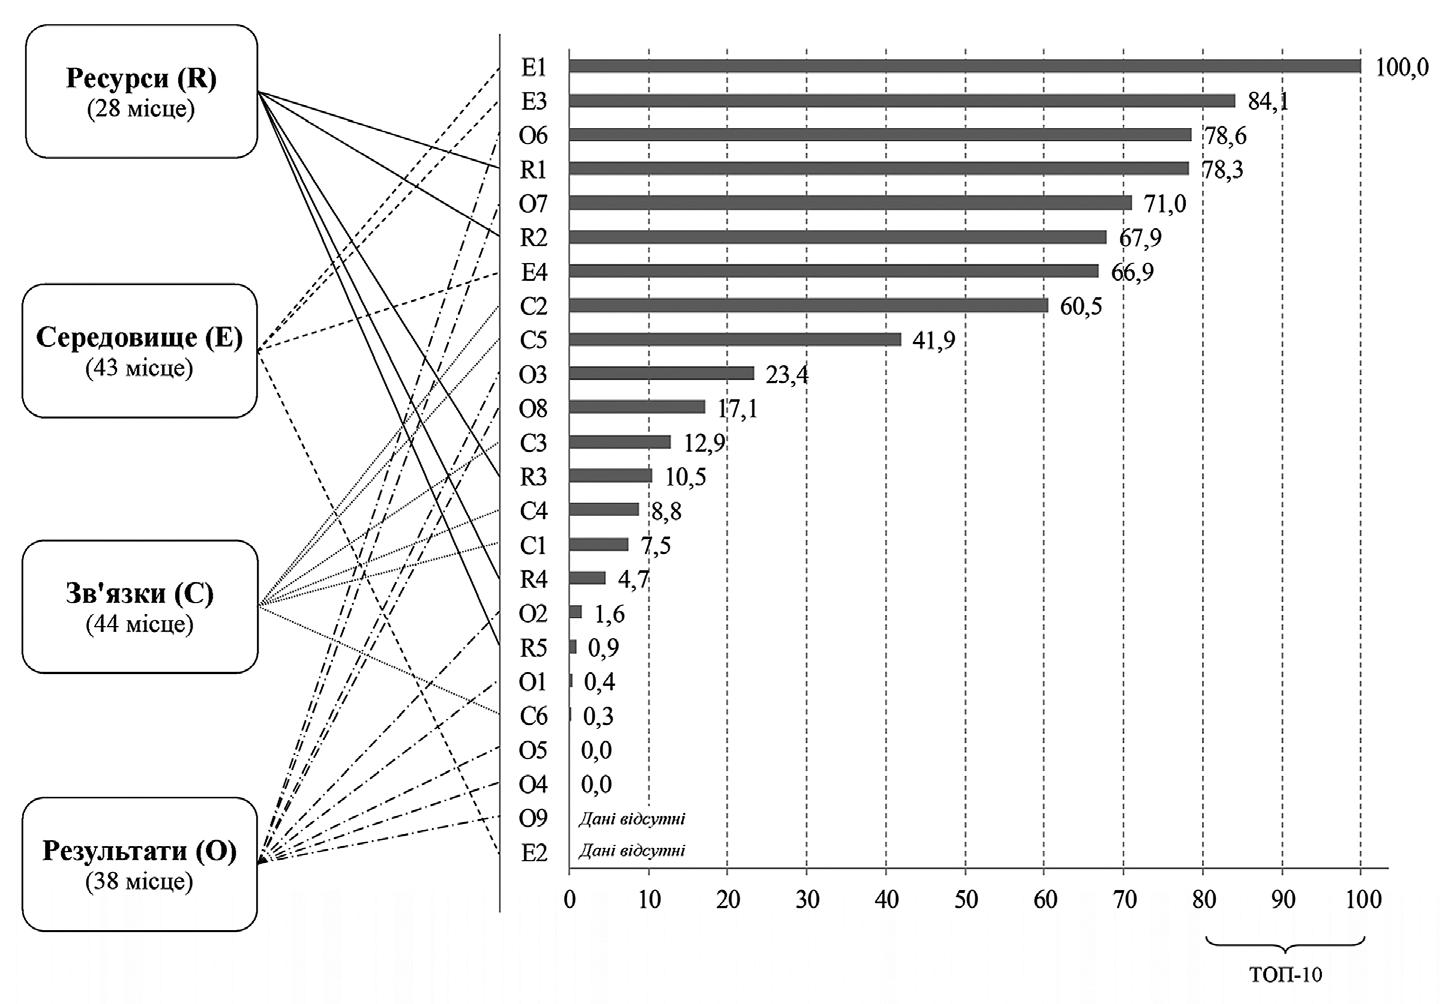 Ресурси (R)
(28 місце)
Середовище (E)
(43 місце)
Зв'язки (C)
(44 місце)
Результати (O)
(38 місце)
E1 100,0
E3 84,1
O6 78,6
R1 78,3
O7 71,0
R2 67,9
E4 66,9
C2 60,5
C5 41,9
O3 23,4
O8 17,1
C3 12,9
R3 10,5
C4 8,8
C1 7,5
R4 4,7
O2 1,6
R5 0,9
O1 0,4
C6 0,3
O5 0,0
O4 0,0
O9 Дані відсутні
E2 Дані відсутні
0 10 20 30 40 50 60 70 80 90 100
ТОП-10